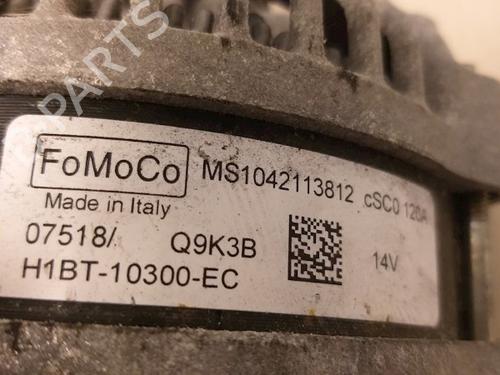 FoMoCo
MS1042113812 cSC0 120A
Made in Italy
07518/. Q9K3B
14V
H1BT-10300-EC